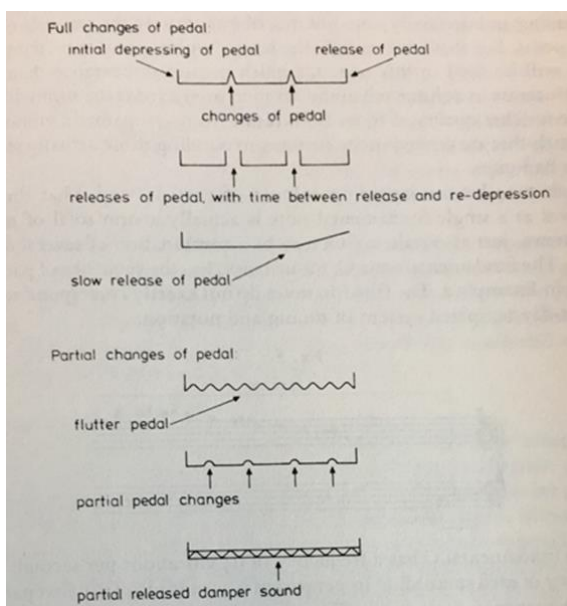 Full changes of pedal:
initial depressing of pedal
release of pedal
changes of pedal
releases of pedal, with time between release and re-depression
slow release of pedal
Partial changes of pedal:
flutter pedal
partial pedal changes
partial released damper sound